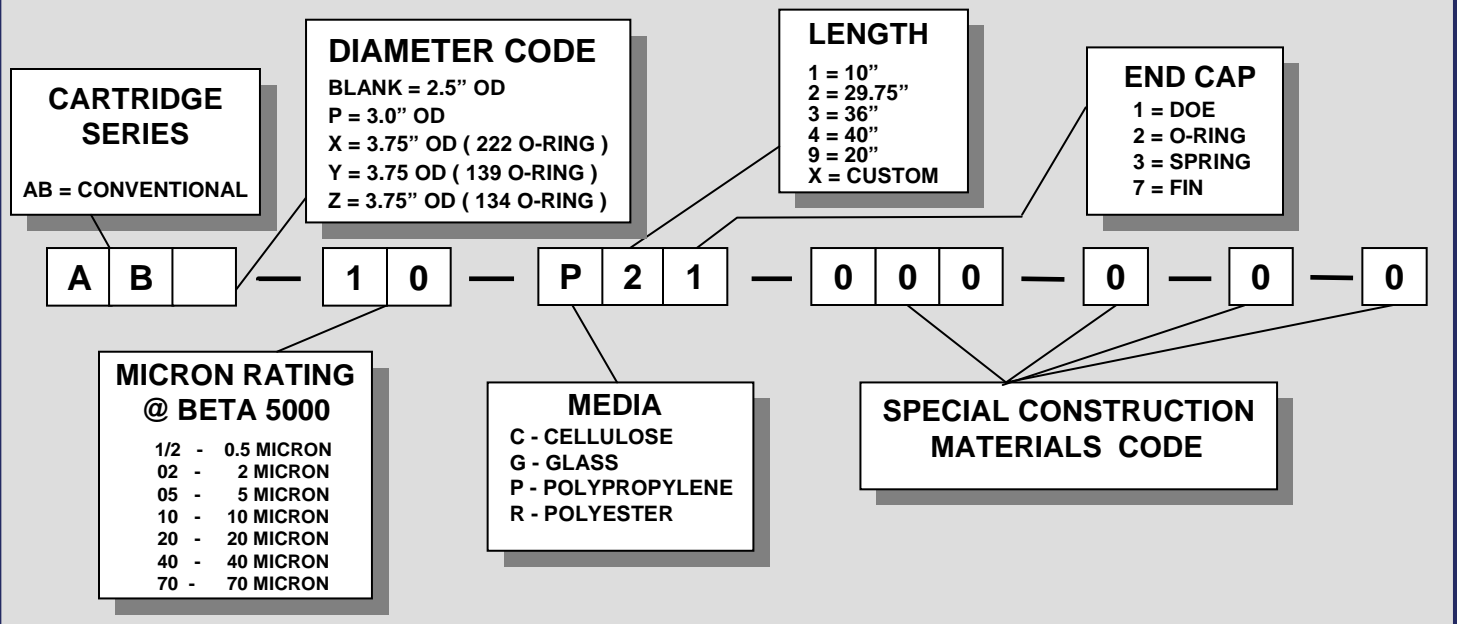 CARTRIDGE
SERIES
AB = CONVENTIONAL
DIAMETER CODE
BLANK = 2.5” OD
P = 3.0” OD
X = 3.75” OD ( 222 O-RING )
Y = 3.75 OD ( 139 O-RING )
Z = 3.75” OD ( 134 O-RING )
LENGTH
1 = 10”
2 = 29.75”
3 = 36”
4 = 40”
9 = 20”
X = CUSTOM
END CAP
1 = DOE
2 = O-RING
3 = SPRING
7 = FIN
A B — 1 0 — P 2 1 — 0 0 0 — 0 — 0 — 0
MICRON RATING
@ BETA 5000
1/2 - 0.5 MICRON
02 - 2 MICRON
05 - 5 MICRON
10 - 10 MICRON
20 - 20 MICRON
40 - 40 MICRON
70 - 70 MICRON
MEDIA
C - CELLULOSE
G - GLASS
P - POLYPROPYLENE
R - POLYESTER
SPECIAL CONSTRUCTION
MATERIALS CODE